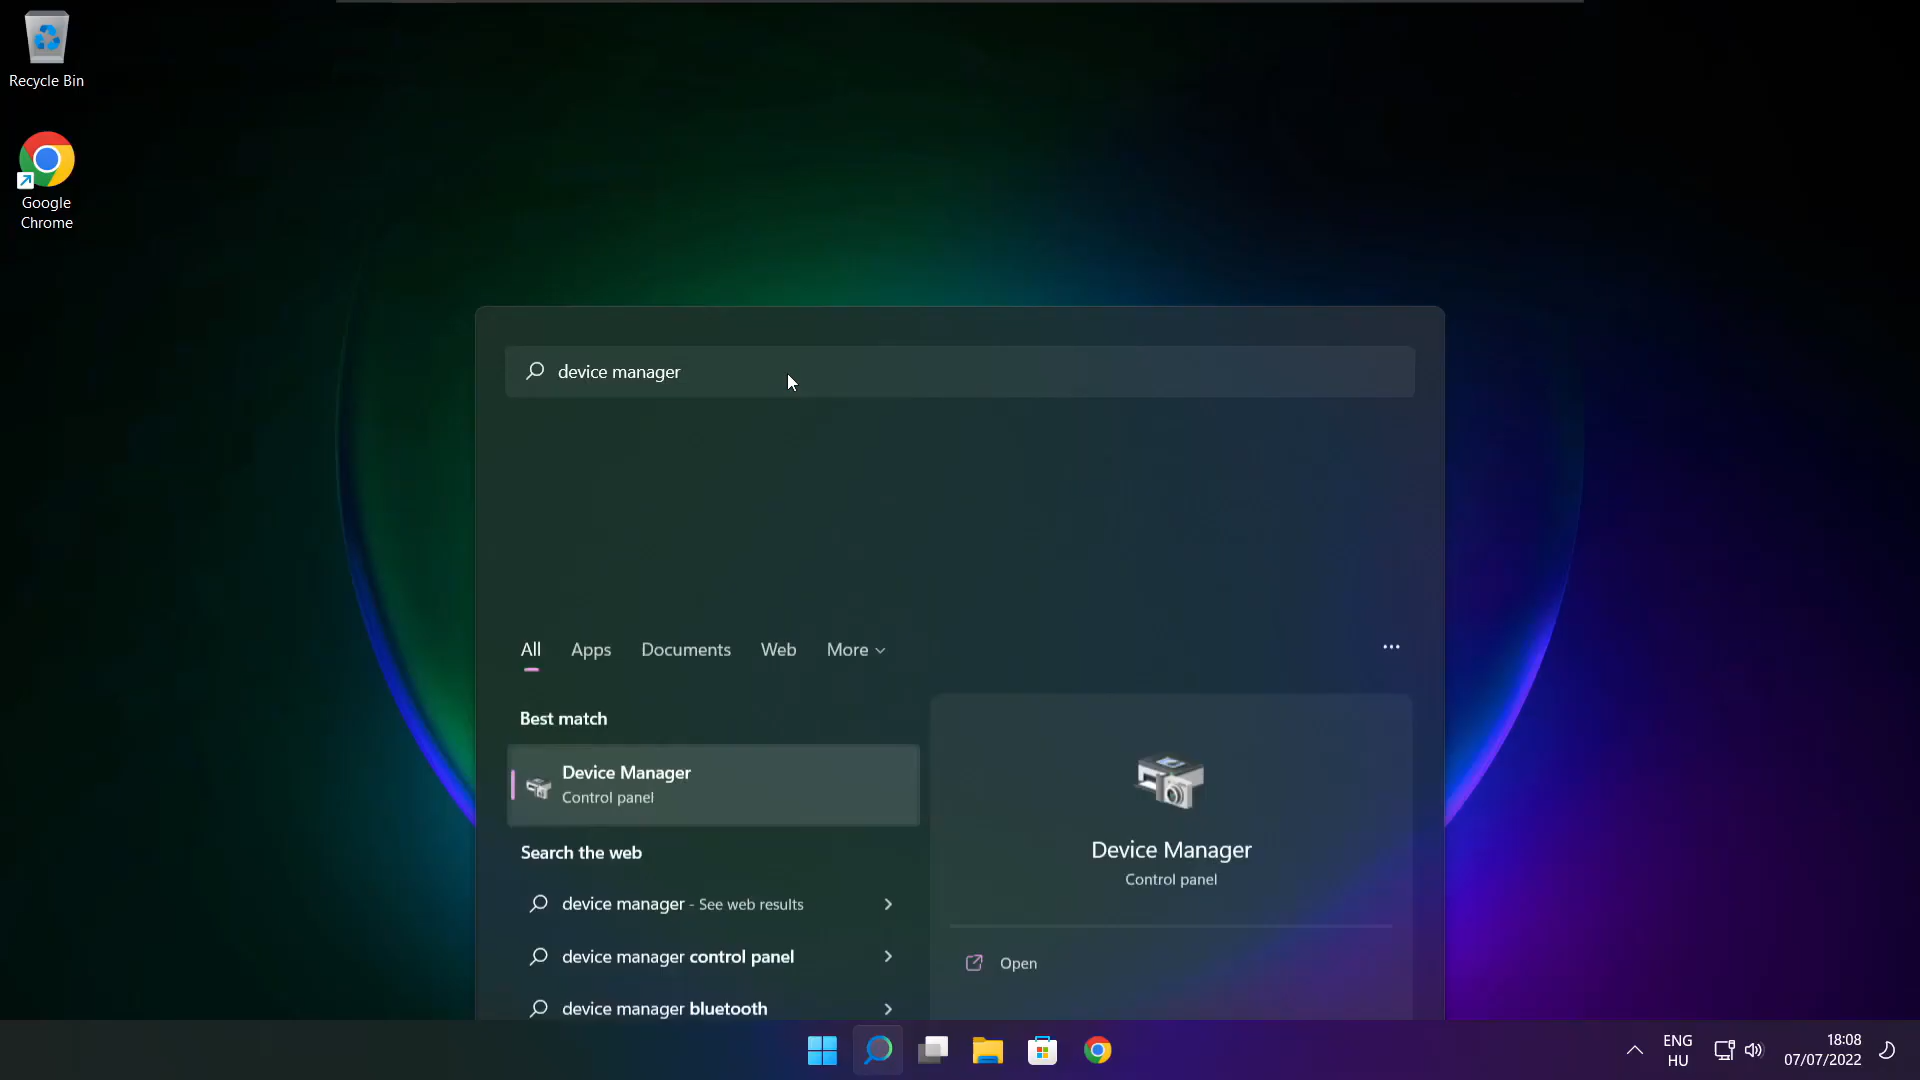 Recycle Bin
Google
Chrome
device manager
All Apps Documents Web More
Best match
Device Manager
Control panel
Search the web
device manager - See web results
device manager control panel
device manager bluetooth
Device Manager
Control panel
Open
ENG
HU
18:08
07/07/2022